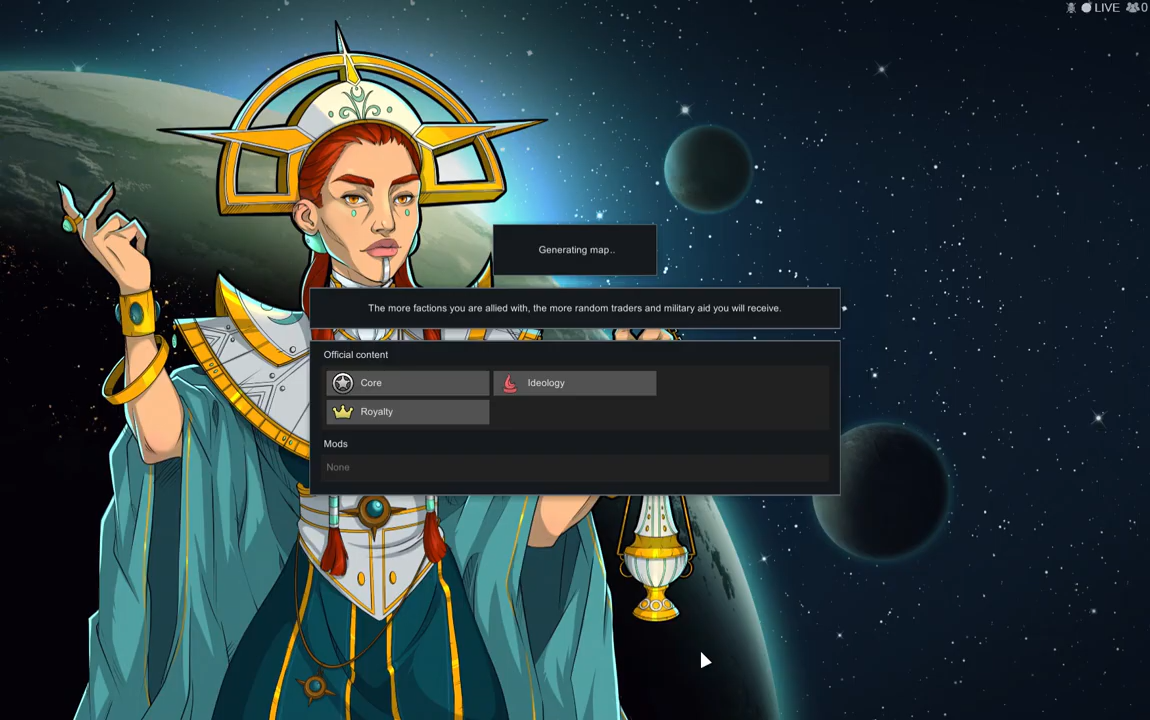 LIVE 0
Generating map..
The more factions you are allied with, the more random traders and military aid you will receive.
Official content
Core
Ideology
Royalty
Mods
None